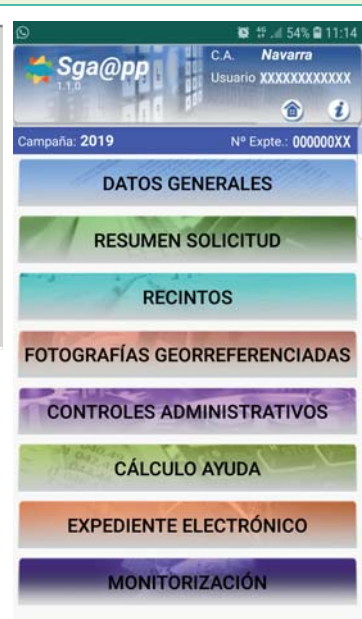 54% 11:14
Sga@pp
1.1.0
C.A. Navarra
Usuario XXXXXXXXXXXX
Campaña: 2019 Nº Expte.: 000000XX
DATOS GENERALES
RESUMEN SOLICITUD
RECINTOS
FOTOGRAFÍAS GEORREFERENCIADAS
CONTROLES ADMINISTRATIVOS
CÁLCULO AYUDA
EXPEDIENTE ELECTRÓNICO
MONITORIZACIÓN